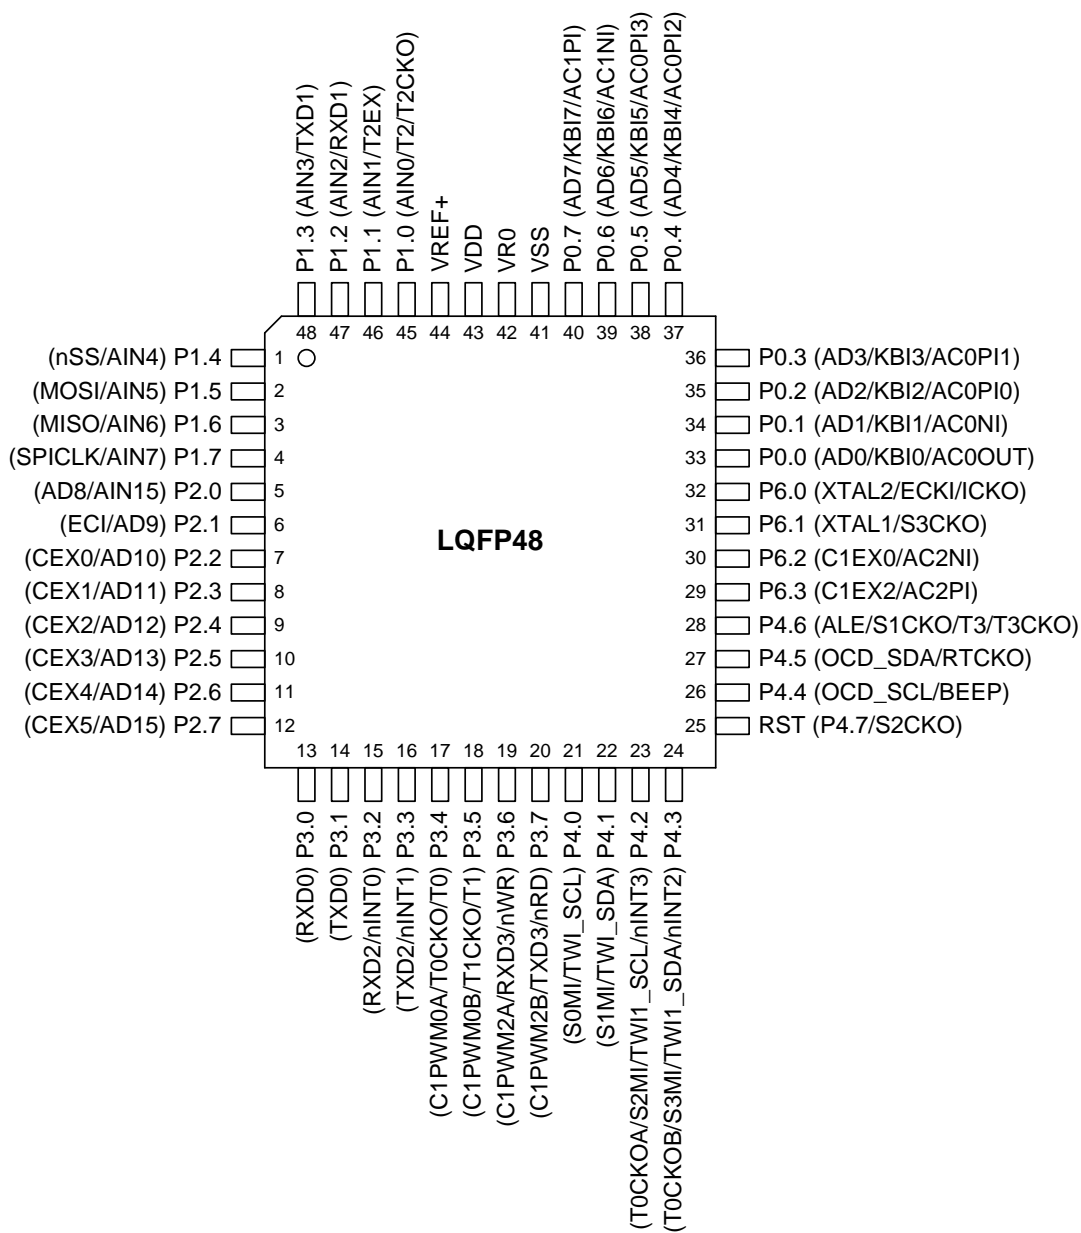 P1.3 (AIN3/TXD1)
P1.2 (AIN2/RXD1)
P1.1 (AIN1/T2EX)
P1.0 (AIN0/T2/T2CKO)
VREF+
VDD
VR0
VSS
P0.7 (AD7/KBI7/AC1PI)
P0.6 (AD6/KBI6/AC1NI)
P0.5 (AD5/KBI5/AC0PI3)
P0.4 (AD4/KBI4/AC0PI2)
48 47 46 45 44 43 42 41 40 39 38 37
(nSS/AIN4) P1.4 1
(MOSI/AIN5) P1.5 2
(MISO/AIN6) P1.6 3
(SPICLK/AIN7) P1.7 4
(AD8/AIN15) P2.0 5
(ECI/AD9) P2.1 6
(CEX0/AD10) P2.2 7
(CEX1/AD11) P2.3 8
(CEX2/AD12) P2.4 9
(CEX3/AD13) P2.5 10
(CEX4/AD14) P2.6 11
(CEX5/AD15) P2.7 12
LQFP48
36 P0.3 (AD3/KBI3/AC0PI1)
35 P0.2 (AD2/KBI2/AC0PI0)
34 P0.1 (AD1/KBI1/AC0NI)
33 P0.0 (AD0/KBI0/AC0OUT)
32 P6.0 (XTAL2/ECKI/ICKO)
31 P6.1 (XTAL1/S3CKO)
30 P6.2 (C1EX0/AC2NI)
29 P6.3 (C1EX2/AC2PI)
28 P4.6 (ALE/S1CKO/T3/T3CKO)
27 P4.5 (OCD_SDA/RTCKO)
26 P4.4 (OCD_SCL/BEEP)
25 RST (P4.7/S2CKO)
13 14 15 16 17 18 19 20 21 22 23 24
(RXD0) P3.0
(TXD0) P3.1
(RXD2/nINT0) P3.2
(TXD2/nINT1) P3.3
(C1PWM0A/T0CKO/T0) P3.4
(C1PWM0B/T1CKO/T1) P3.5
(C1PWM2A/RXD3/nWR) P3.6
(C1PWM2B/TXD3/nRD) P3.7
(S0MI/TWI_SCL) P4.0
(S1MI/TWI_SDA) P4.1
(T0CKOA/S2MI/TWI1_SCL/nINT3) P4.2
(T0CKOB/S3MI/TWI1_SDA/nINT2) P4.3